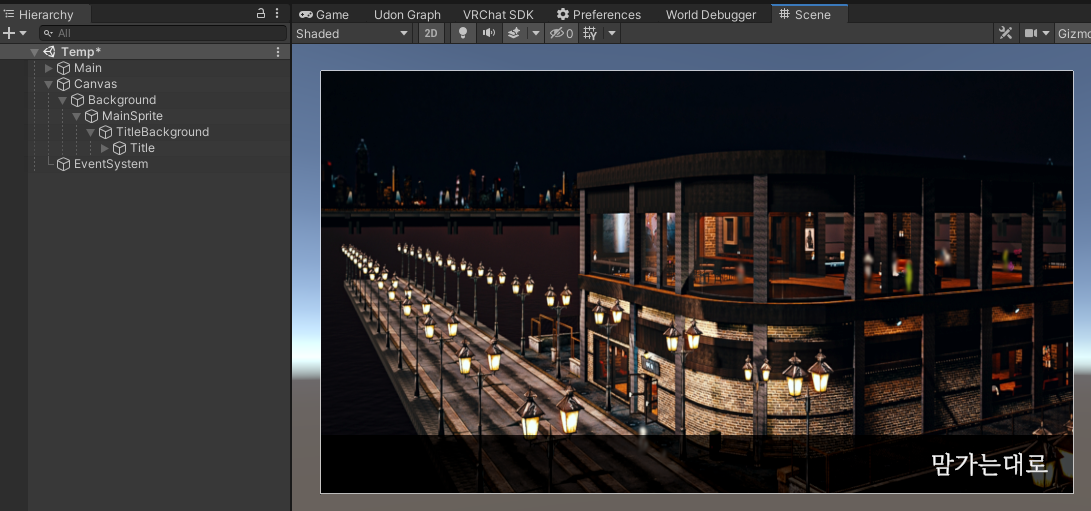 Hierarchy
All
Temp*
Main
Canvas
Background
MainSprite
TitleBackground
Title
EventSystem
Game Udon Graph VRChat SDK Preferences World Debugger Scene
Shaded 2D 0 Gizmo
맘가는대로